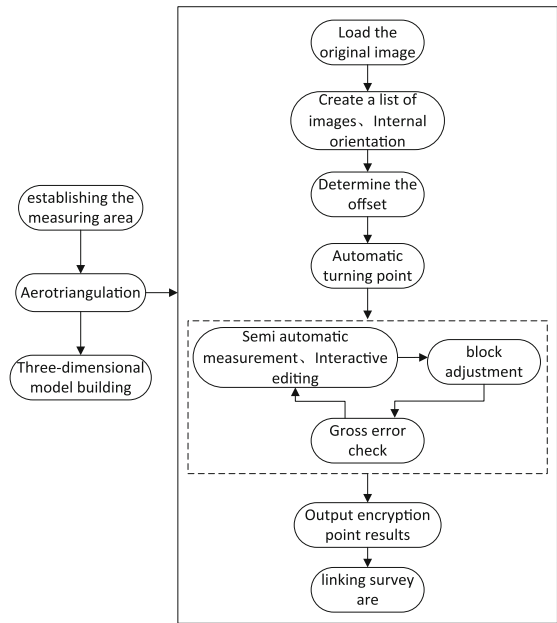 establishing the
measuring area
Aerotriangulation
Three-dimensional
model building
Load the
original image
Create a list of
images、Internal
orientation
Determine the
offset
Automatic
turning point
Semi automatic
measurement、Interactive
editing
block
adjustment
Gross error
check
Output encryption
point results
linking survey
are